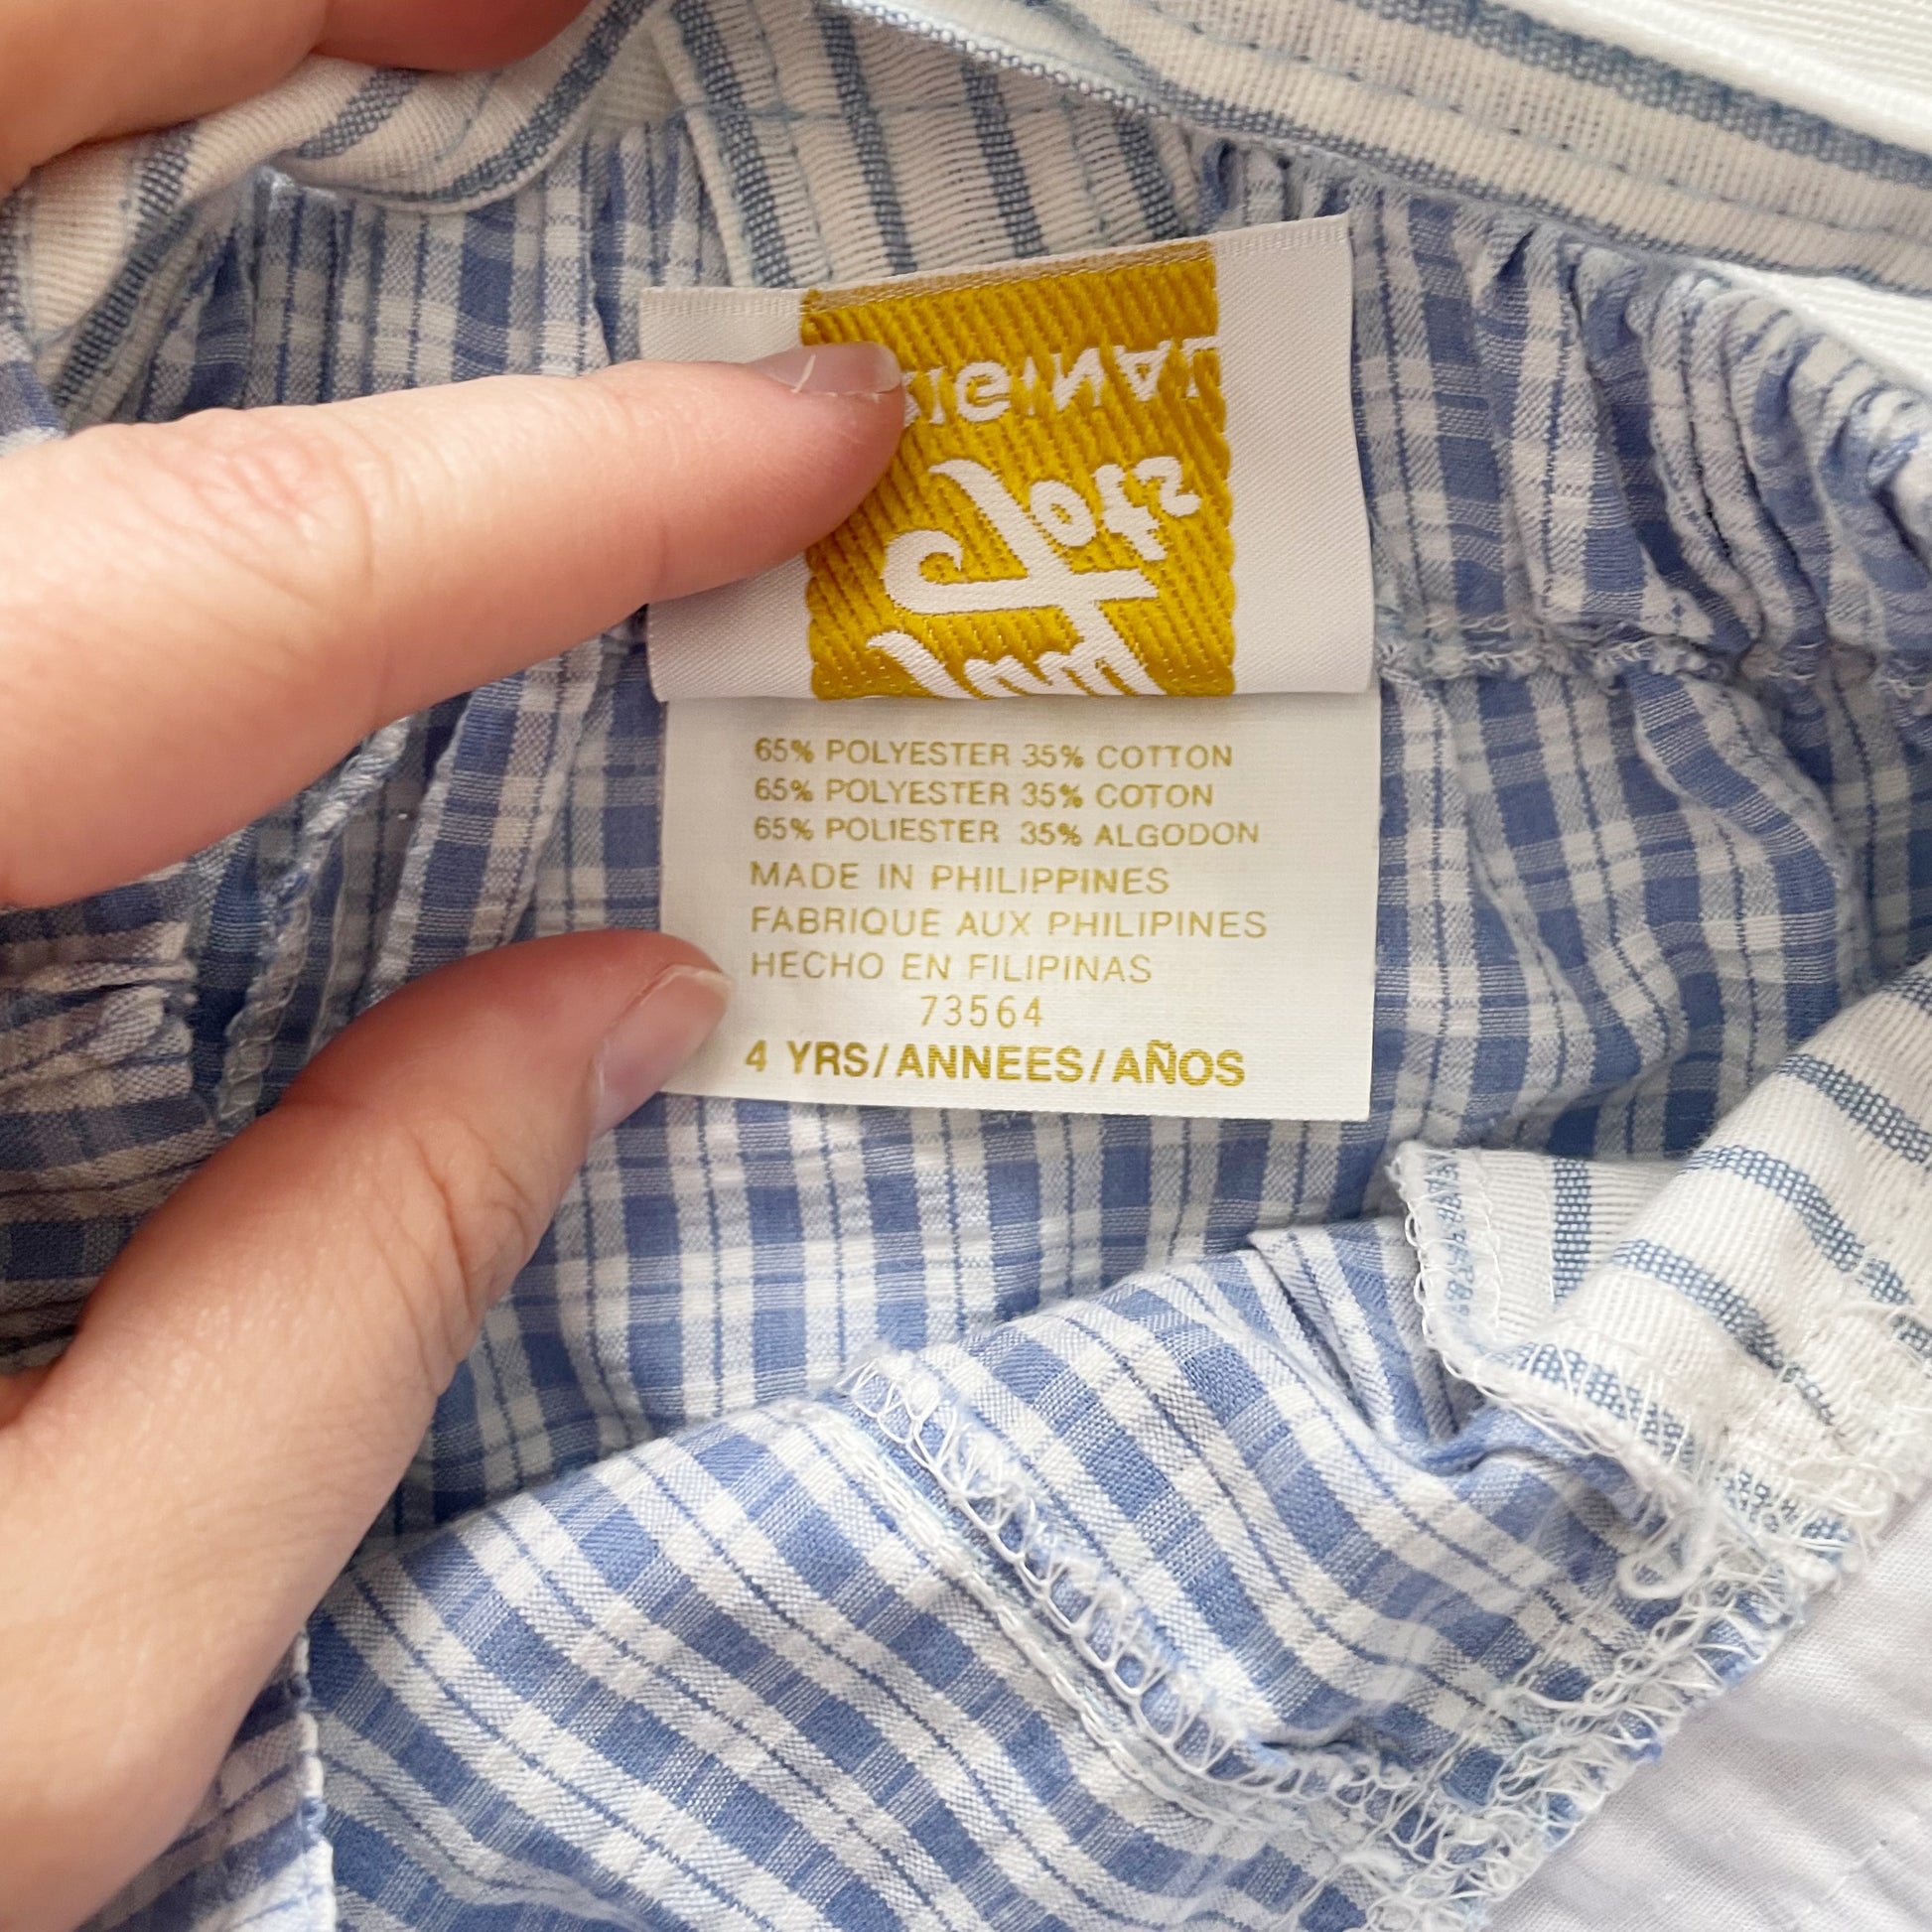 65% POLYESTER 35% COTTON
65% POLYESTER 35% COTON
65% POLIESTER 35% ALGODON
MADE IN PHILIPPINES
FABRIQUE AUX PHILIPINES
HECHO EN FILIPINAS
73564
4 YRS/ANNEES/AÑOS